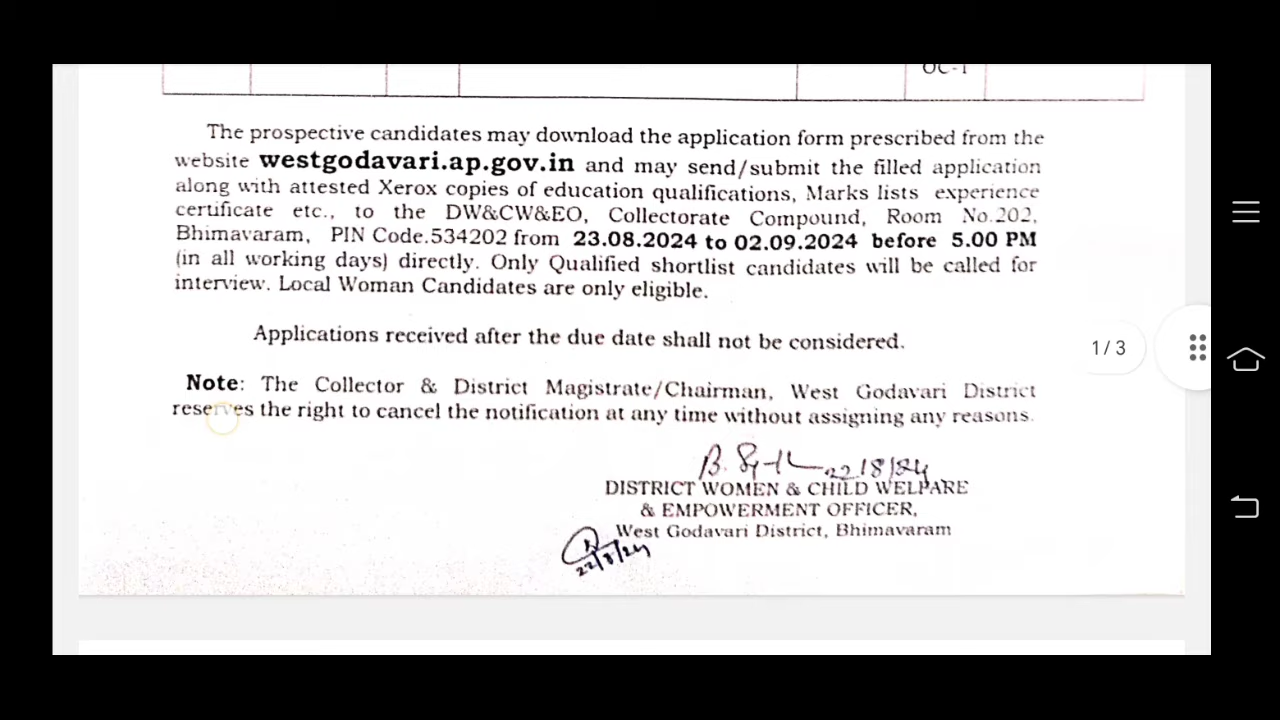 OC-1
The prospective candidates may download the application form prescribed from the
website westgodavari.ap.gov.in and may send/submit the filled application
along with attested Xerox copies of education qualifications, Marks lists experience
certificate etc., to the DW&CW&EO, Collectorate Compound, Room No.202,
Bhimavaram, PIN Code.534202 from 23.08.2024 to 02.09.2024 before 5.00 PM
(in all working days) directly. Only Qualified shortlist candidates will be called for
interview. Local Woman Candidates are only eligible.
Applications received after the due date shall not be considered.
1/3
Note: The Collector & District Magistrate/Chairman, West Godavari District
reserves the right to cancel the notification at any time without assigning any reasons.
22/8/24
DISTRICT WOMEN & CHILD WELFARE
& EMPOWERMENT OFFICER,
West Godavari District, Bhimavaram
22/8/24